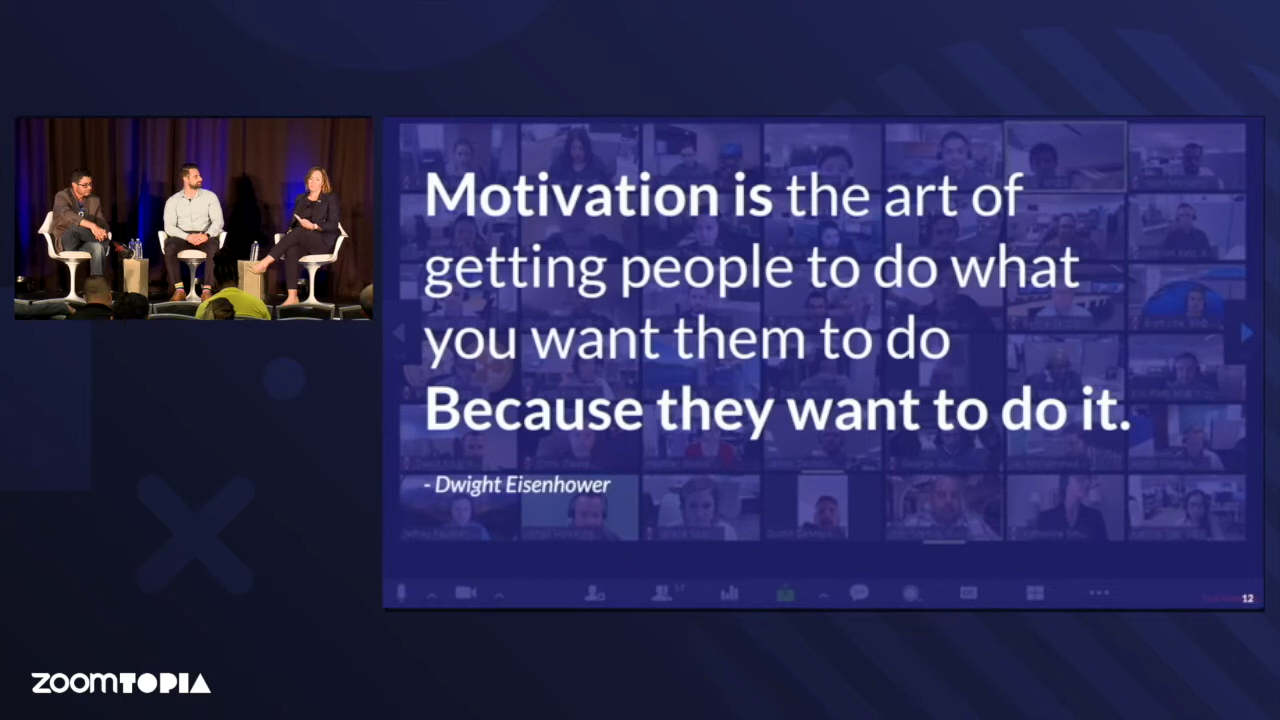 Motivation is the art of
getting people to do what
you want them to do
Because they want to do it.
- Dwight Eisenhower
12
ZOOMTOPIA